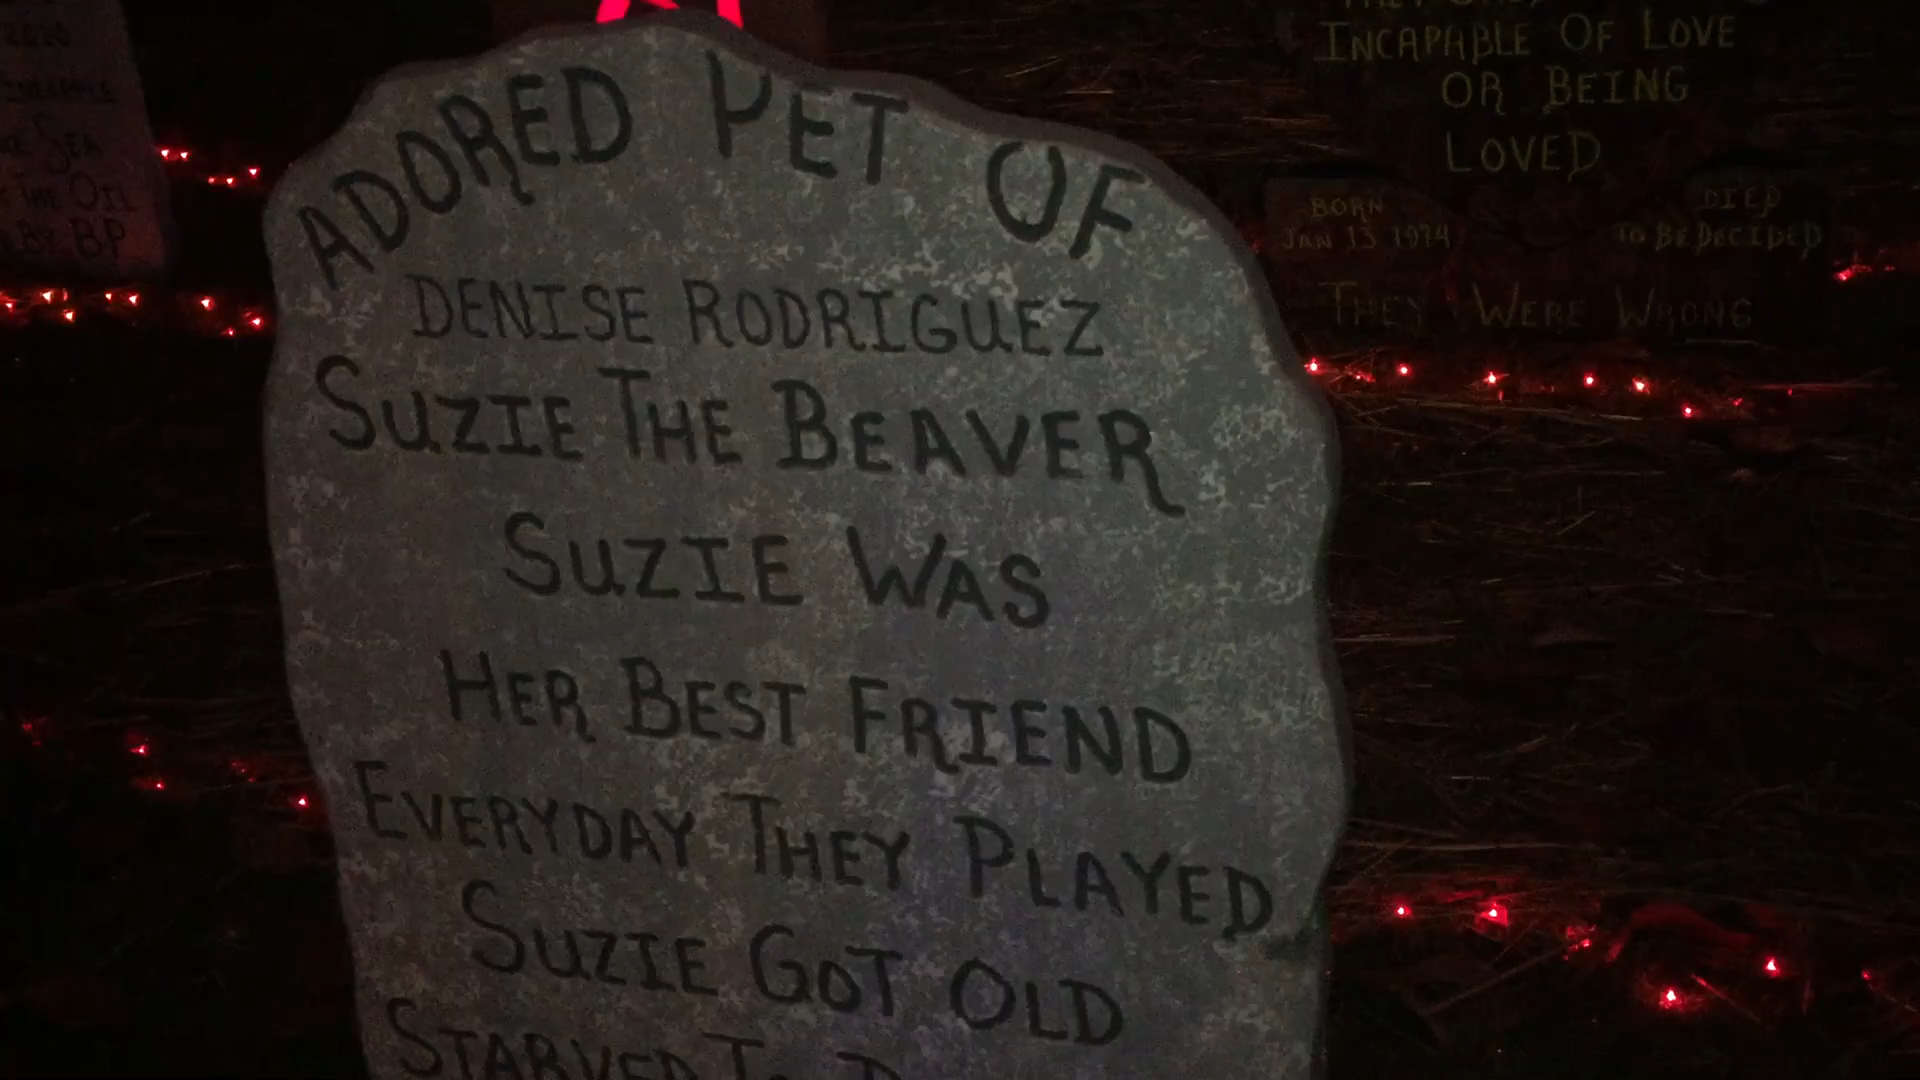 ADORED PET OF
DENISE RODRIGUEZ
SUZIE THE BEAVER
SUZIE WAS
HER BEST FRIEND
EVERYDAY THEY PLAYED
SUZIE GOT OLD
STARVED TO
INCAPABLE OF LOVE
OR BEING
LOVED
BORN
JAN 13 1974
DIED
TO BE DECIDED
THEY WERE WRONG
2020
SEA
THE OIL
BY BP